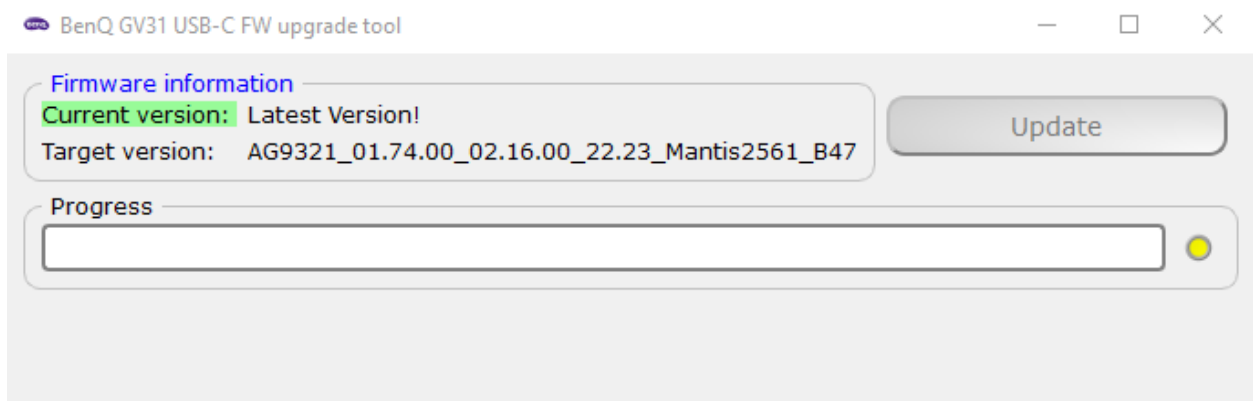 BenQ GV31 USB-C FW upgrade tool
Firmware information
Current version: Latest Version!
Target version: AG9321_01.74.00_02.16.00_22.23_Mantis2561_B47
Update
Progress